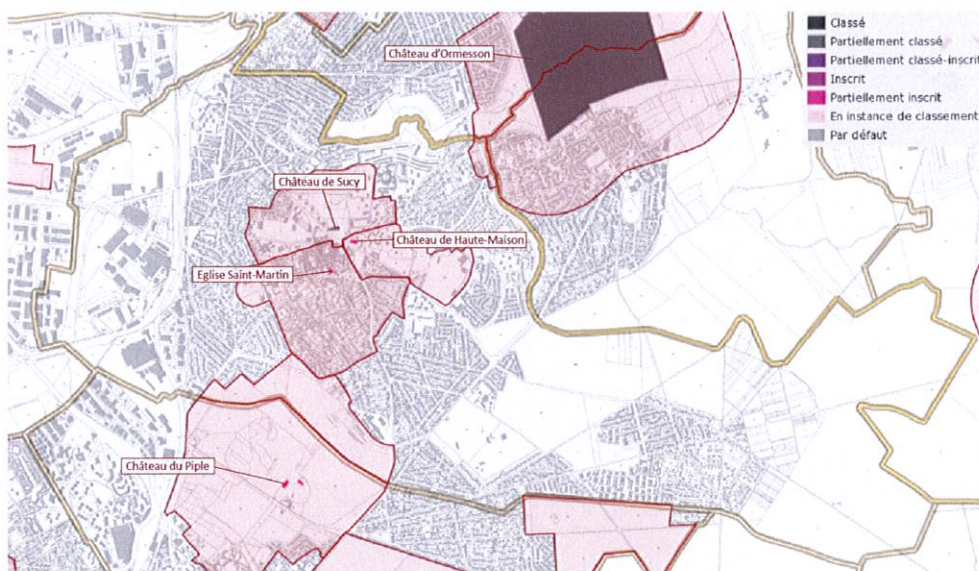 Château d'Ormesson
Classé
Partiellement classé
Partiellement classé-inscrit
Inscrit
Partiellement inscrit
En instance de classement
Par défaut
Château de Sucy
Château de Haute-Maison
Eglise Saint-Martin
Château du Piple